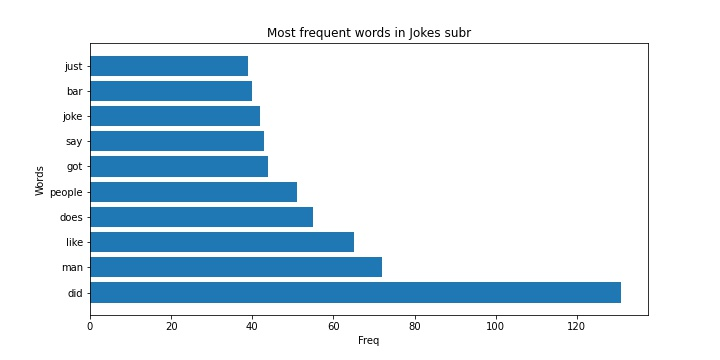 Most frequent words in Jokes subr
just
bar
joke
say
got
people
does
like
man
did
Words
0 20 40 60 80 100 120
Freq